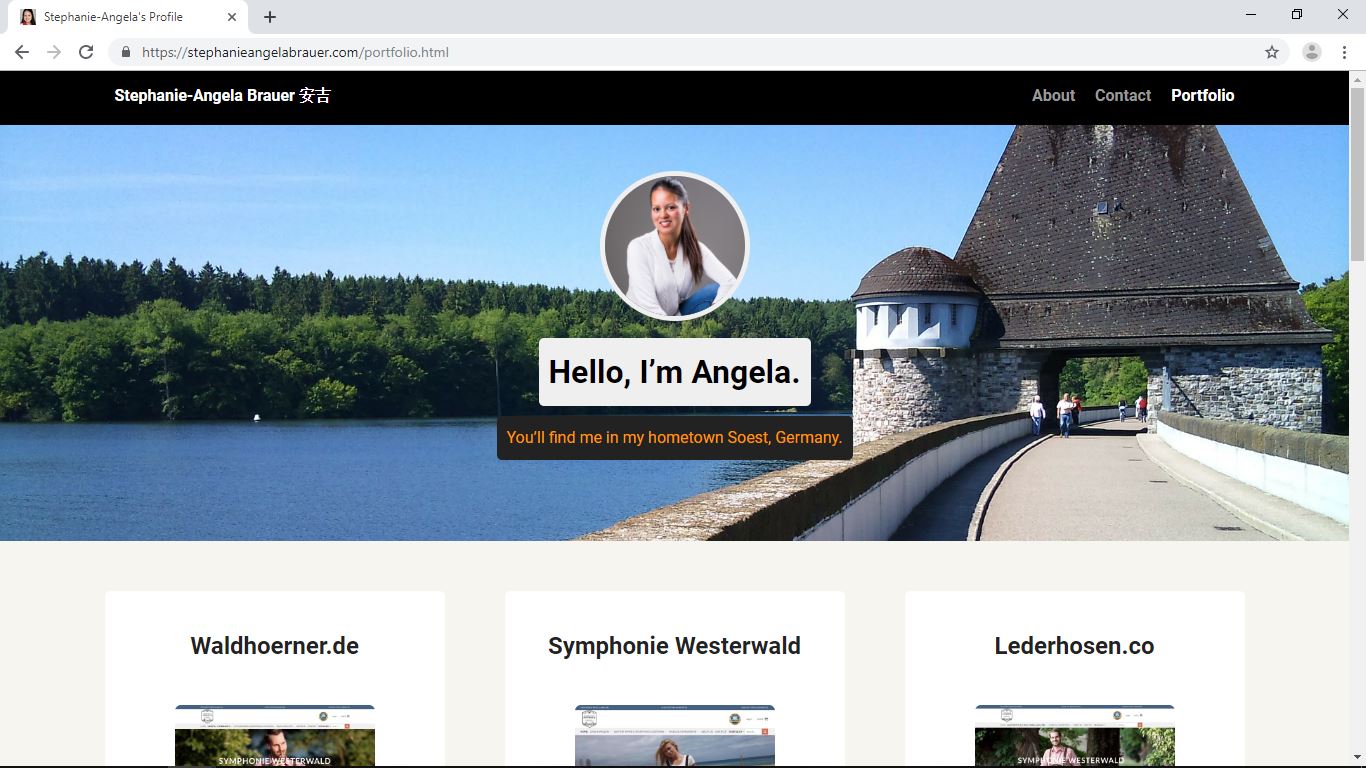 Stephanie-Angela's Profile
https://stephanieangelabrauer.com/portfolio.html
Stephanie-Angela Brauer 安吉
About Contact Portfolio
Hello, I’m Angela.
You’ll find me in my hometown Soest, Germany.
Waldhoerner.de
Symphonie Westerwald
Lederhosen.co
SYMPHONIE WESTERWALD
SYMPHONIE WESTERWALD